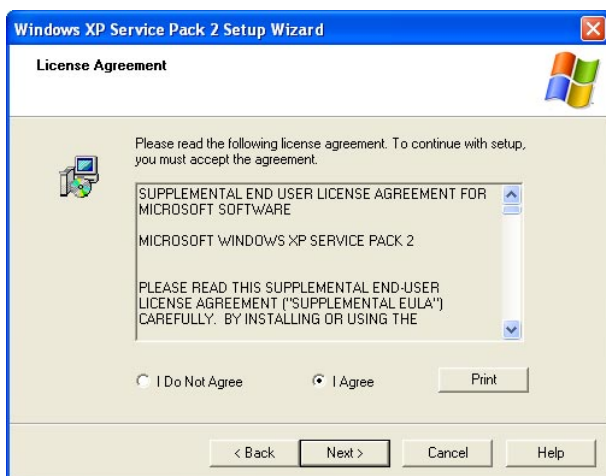 Windows XP Service Pack 2 Setup Wizard
License Agreement
Please read the following license agreement. To continue with setup,
you must accept the agreement.
SUPPLEMENTAL END USER LICENSE AGREEMENT FOR
MICROSOFT SOFTWARE
MICROSOFT WINDOWS XP SERVICE PACK 2
PLEASE READ THIS SUPPLEMENTAL END-USER
LICENSE AGREEMENT ("SUPPLEMENTAL EULA")
CAREFULLY. BY INSTALLING OR USING THE
I Do Not Agree
I Agree
Print
< Back
Next >
Cancel
Help